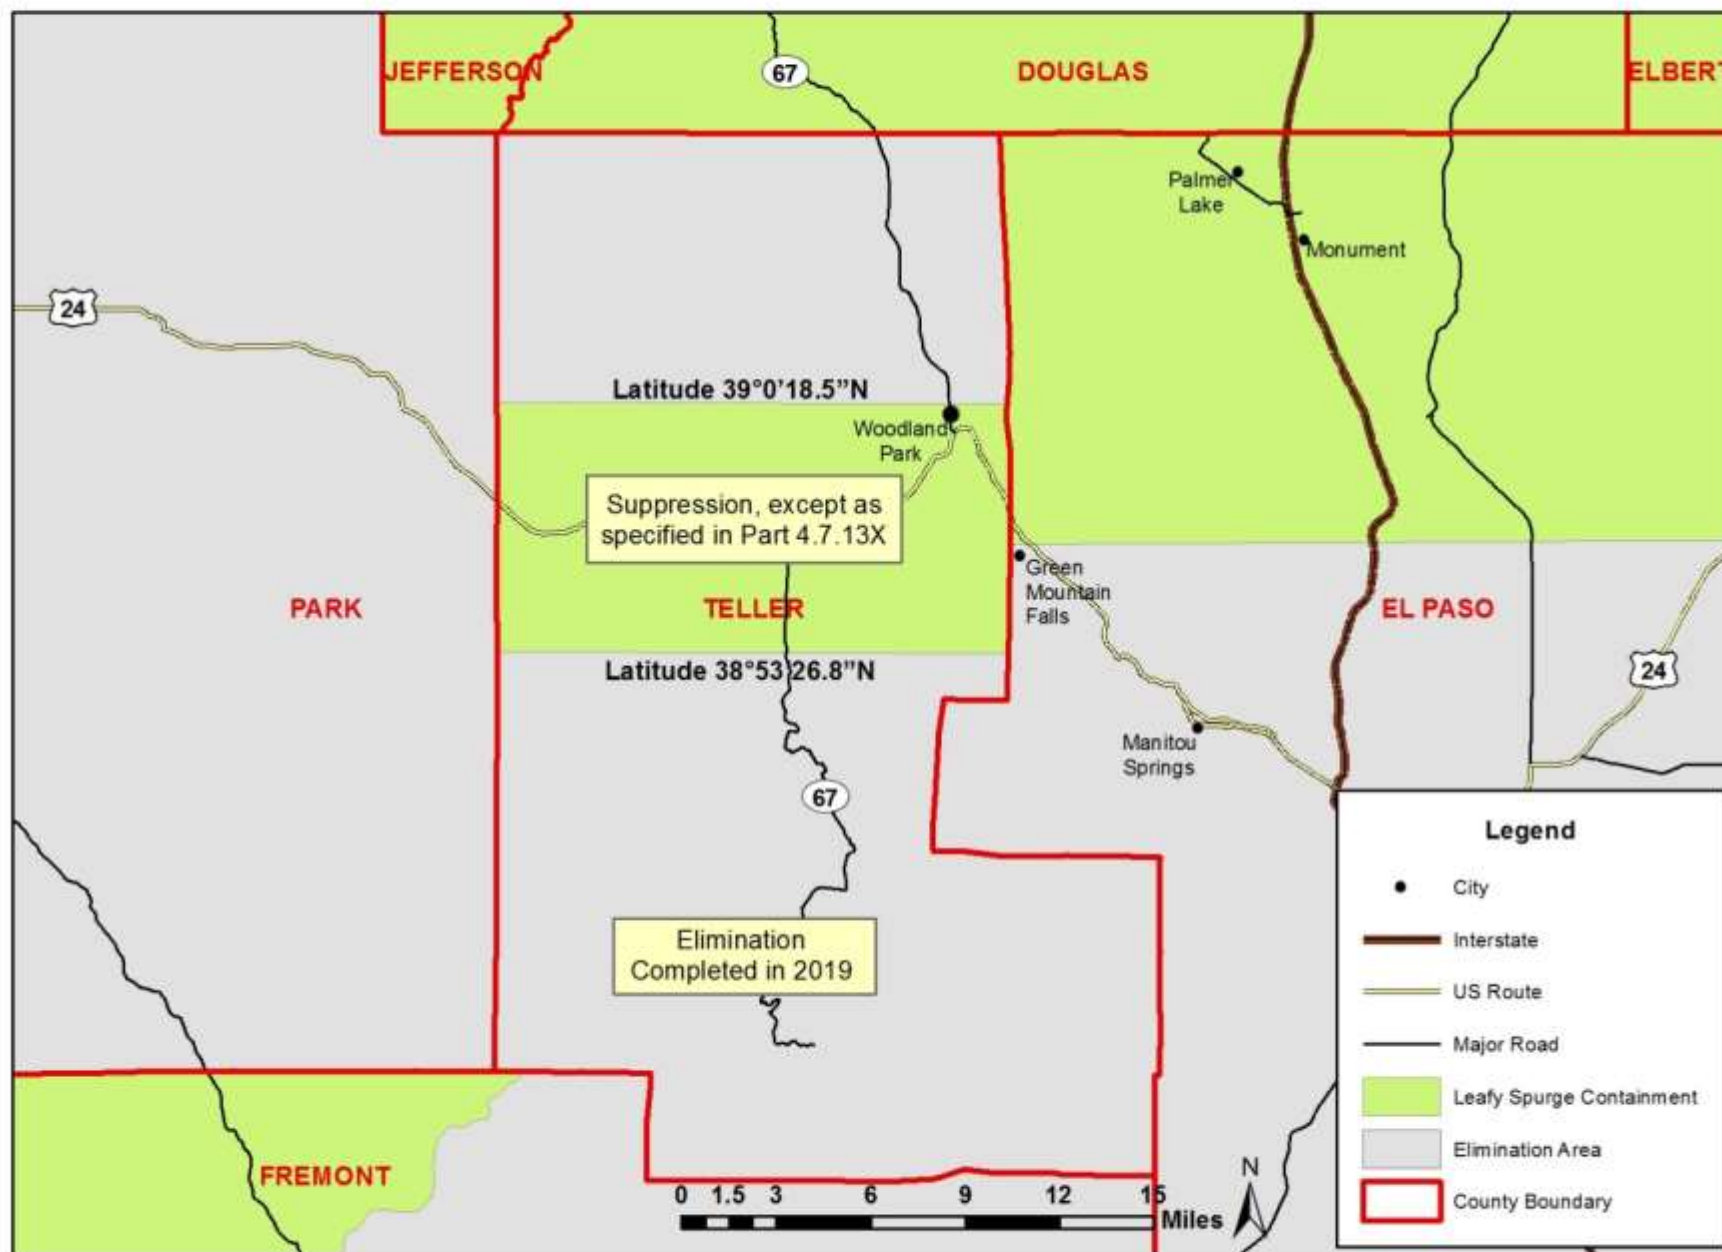 JEFFERSON
67
DOUGLAS
ELBERT
Palmer
Lake
Monument
24
Latitude 39°0'18.5”N
Woodland
Park
Suppression, except as
specified in Part 4.7.13X
Green
Mountain
Falls
PARK
TELLER
EL PASO
Latitude 38°53'26.8”N
24
Manitou
Springs
67
Elimination
Completed in 2019
FREMONT
0 1.5 3 6 9 12 15
Miles
N
Legend
City
Interstate
US Route
Major Road
Leafy Spurge Containment
Elimination Area
County Boundary